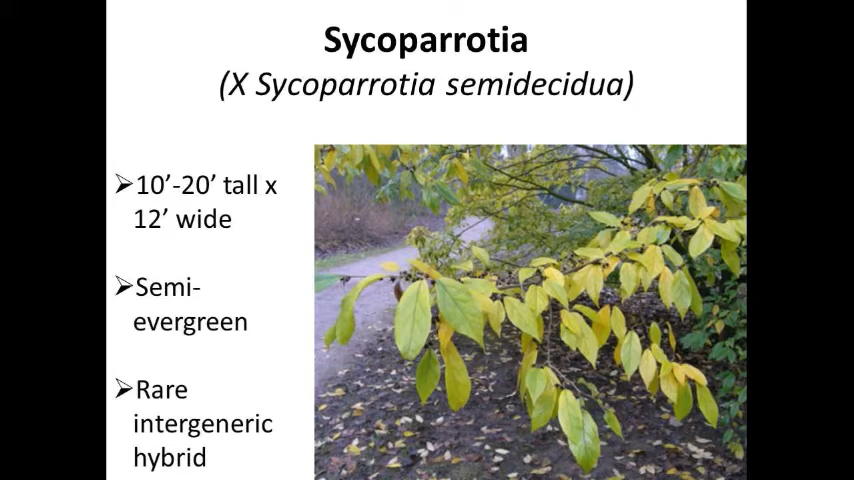 Sycoparrotia
(X Sycoparrotia semidecidua)
➢10’-20’ tall x
12’ wide
➢Semi-
evergreen
➢Rare
intergeneric
hybrid